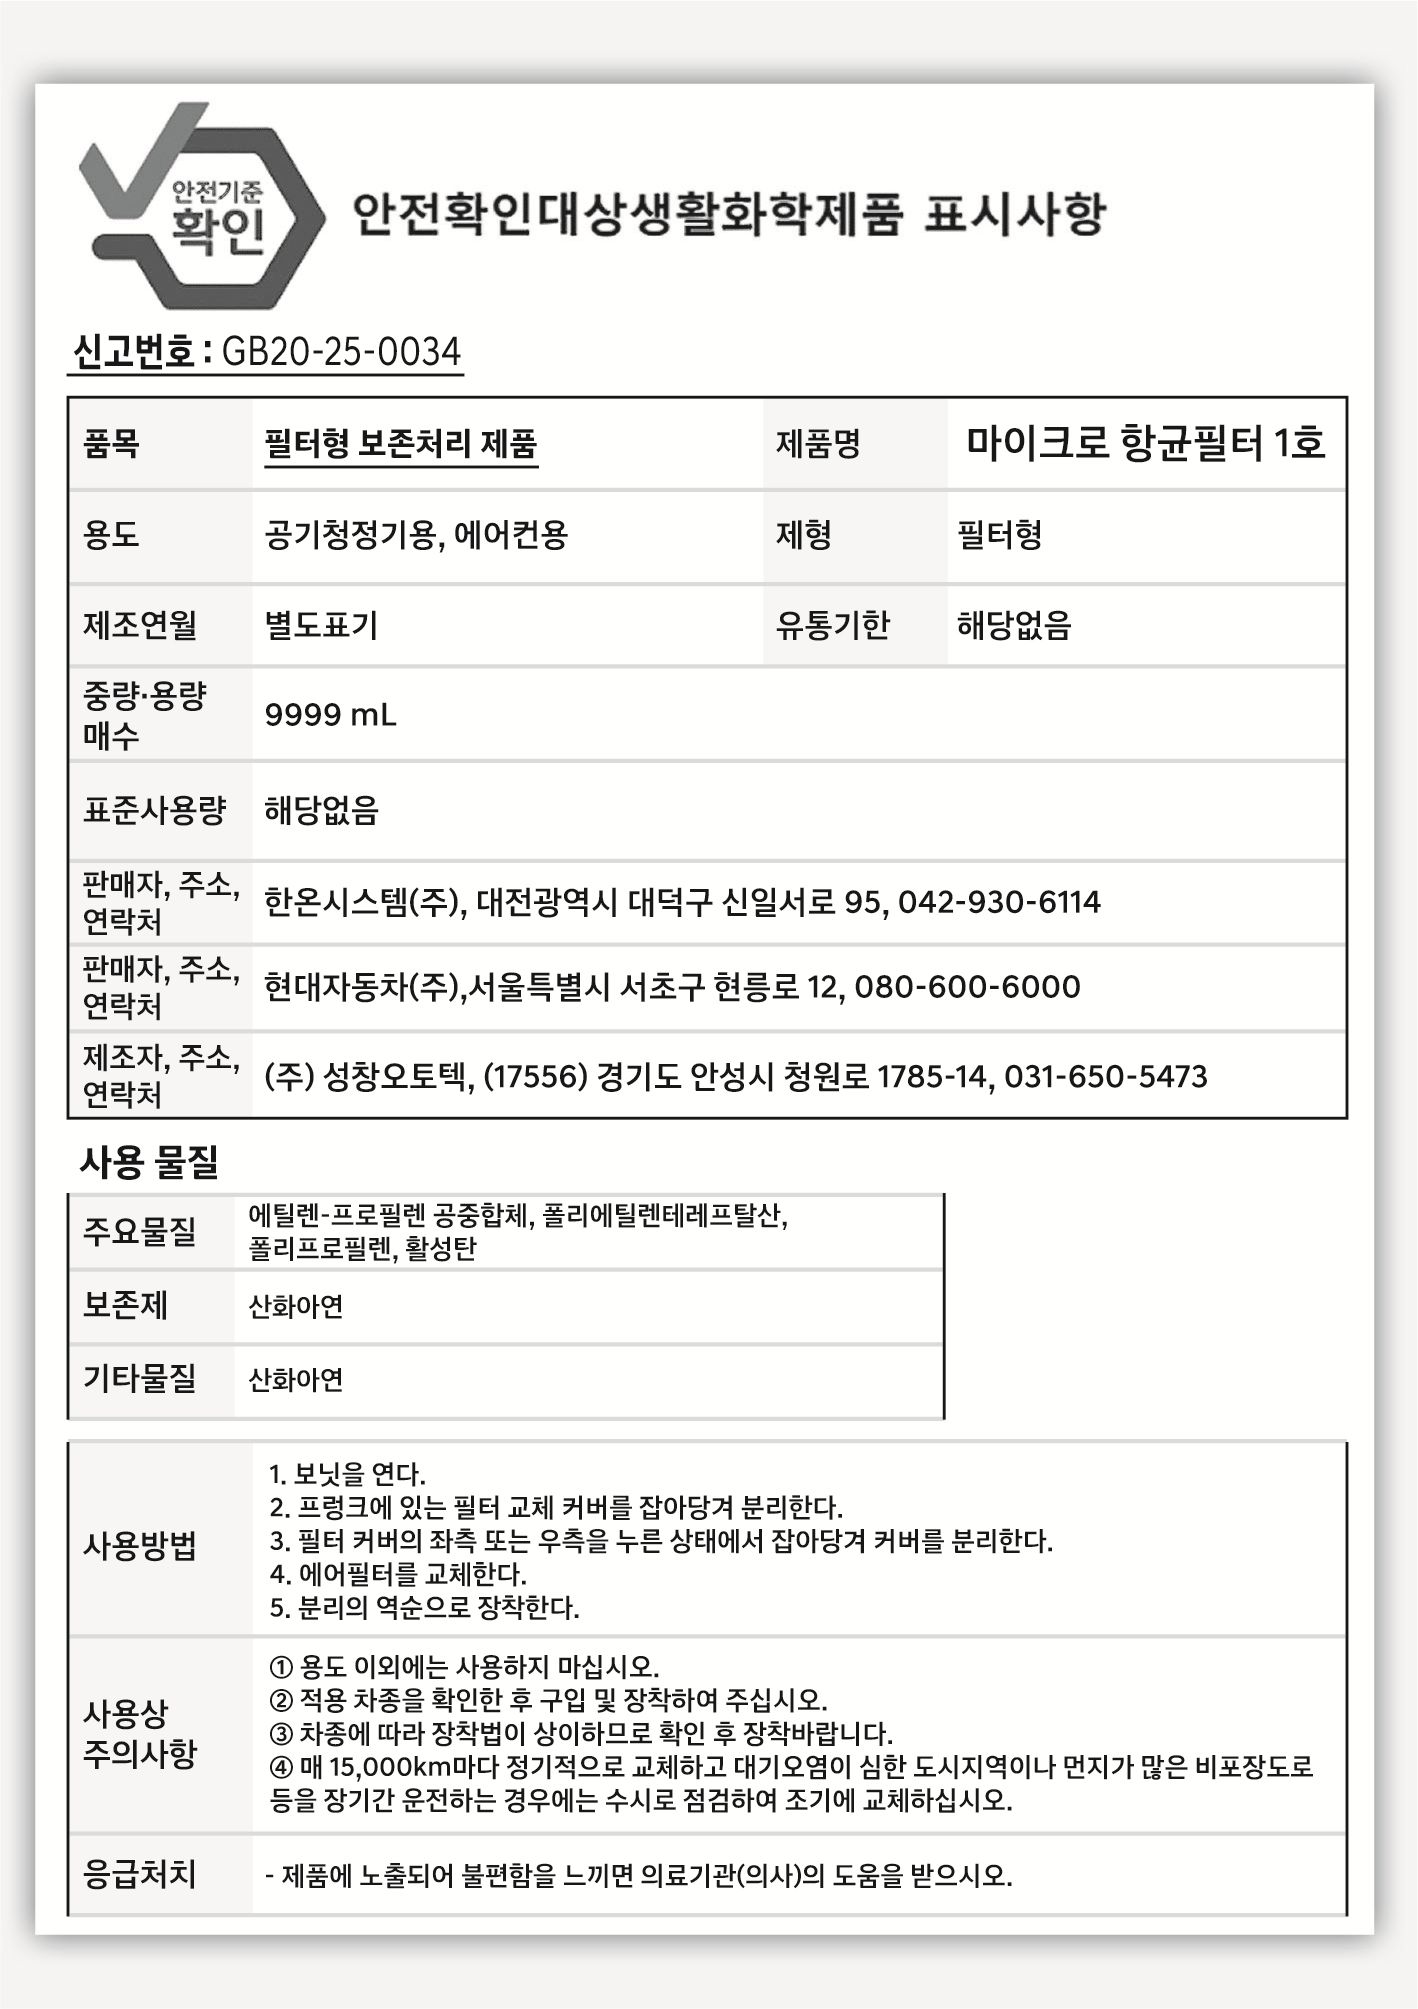 안전기준
확인
안전확인대상생활화학제품 표시사항
신고번호 : GB20-25-0034
품목 필터형 보존처리 제품 제품명 마이크로 항균필터 1호
용도 공기청정기용, 에어컨용 제형 필터형
제조연월 별도표기 유통기한 해당없음
중량·용량
매수
9999 mL
표준사용량 해당없음
판매자, 주소,
연락처
한온시스템(주), 대전광역시 대덕구 신일서로 95, 042-930-6114
판매자, 주소,
연락처
현대자동차(주),서울특별시 서초구 현릉로 12, 080-600-6000
제조자, 주소,
연락처
(주) 성창오토텍, (17556) 경기도 안성시 청원로 1785-14, 031-650-5473
사용 물질
주요물질
에틸렌-프로필렌 공중합체, 폴리에틸렌테레프탈산,
폴리프로필렌, 활성탄
보존제 산화아연
기타물질 산화아연
사용방법
1. 보닛을 연다.
2. 프렁크에 있는 필터 교체 커버를 잡아당겨 분리한다.
3. 필터 커버의 좌측 또는 우측을 누른 상태에서 잡아당겨 커버를 분리한다.
4. 에어필터를 교체한다.
5. 분리의 역순으로 장착한다.
사용상
주의사항
① 용도 이외에는 사용하지 마십시오.
② 적용 차종을 확인한 후 구입 및 장착하여 주십시오.
③ 차종에 따라 장착법이 상이하므로 확인 후 장착바랍니다.
④ 매 15,000km마다 정기적으로 교체하고 대기오염이 심한 도시지역이나 먼지가 많은 비포장도로
등을 장기간 운전하는 경우에는 수시로 점검하여 조기에 교체하십시오.
응급처치 - 제품에 노출되어 불편함을 느끼면 의료기관(의사)의 도움을 받으시오.